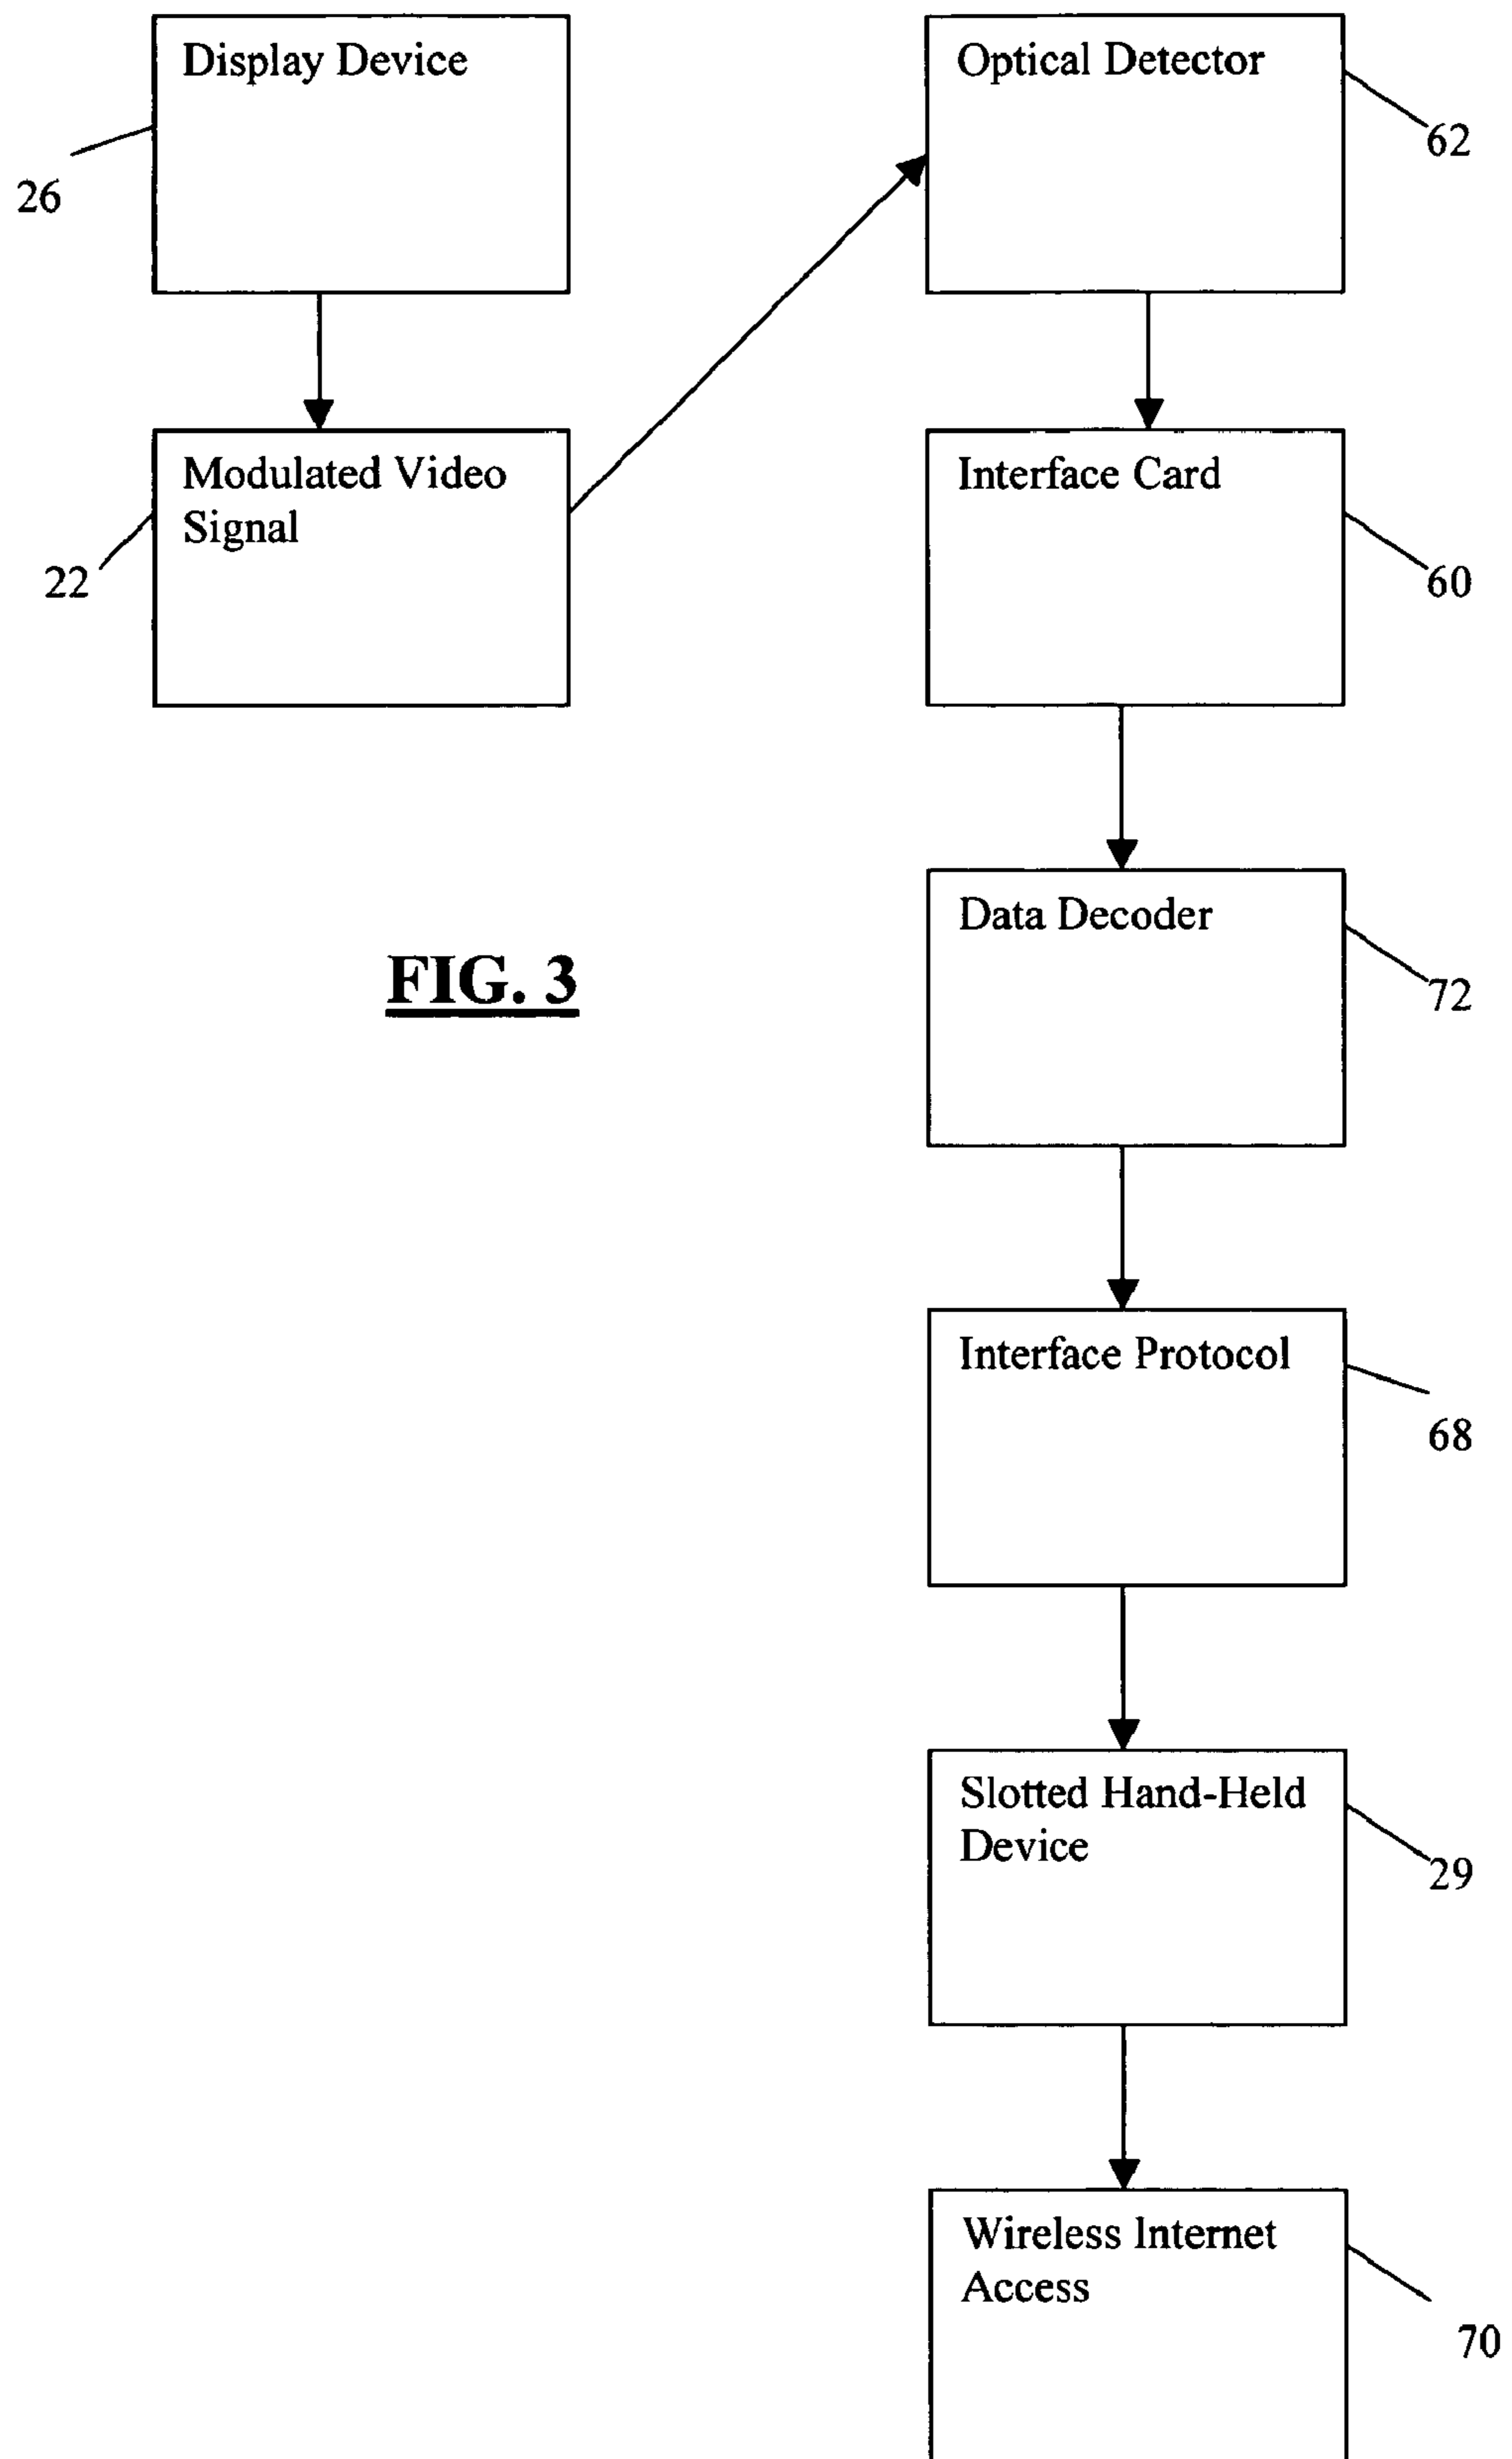 Display Device
26
Modulated Video
Signal
22
FIG. 3
Optical Detector
62
Interface Card
60
Data Decoder
72
Interface Protocol
68
Slotted Hand-Held
Device
29
Wireless Internet
Access
70